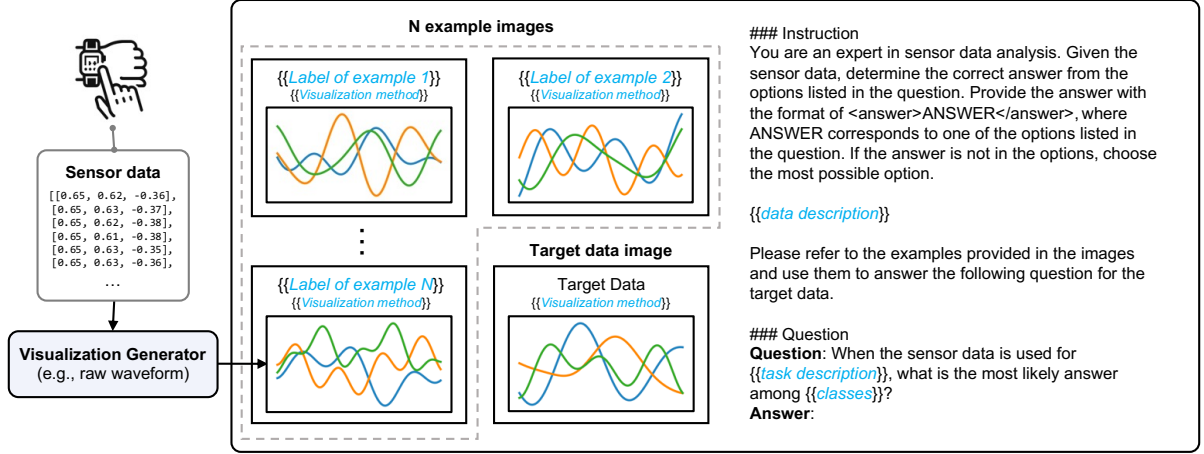 Sensor data
[[0.65, 0.62, -0.36],
[0.65, 0.63, -0.37],
[0.65, 0.62, -0.38],
[0.65, 0.61, -0.38],
[0.65, 0.63, -0.35],
[0.65, 0.63, -0.36],
...
Visualization Generator
(e.g., raw waveform)
N example images
{{Label of example 1}}
{{Visualization method}}
{{Label of example 2}}
{{Visualization method}}
{{Label of example N}}
{{Visualization method}}
Target data image
Target Data
{{Visualization method}}
### Instruction
You are an expert in sensor data analysis. Given the
sensor data, determine the correct answer from the
options listed in the question. Provide the answer with
the format of <answer>ANSWER</answer>, where
ANSWER corresponds to one of the options listed in
the question. If the answer is not in the options, choose
the most possible option.
{{data description}}
Please refer to the examples provided in the images
and use them to answer the following question for the
target data.
### Question
Question: When the sensor data is used for
{{task description}}, what is the most likely answer
among {{classes}}?
Answer: